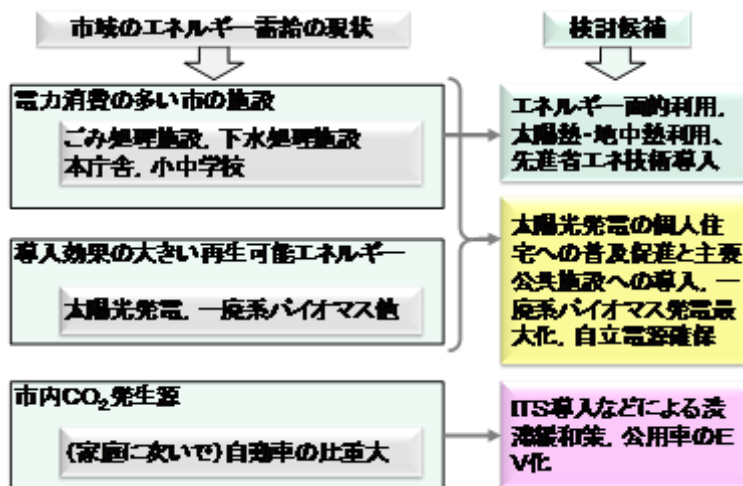 市域のエネルギー需給の現状
検討候補
電力消費の多い市の施設
ごみ処理施設, 下水処理施設
本庁舎, 小中学校
エネルギー面的利用,
太陽熱・地中熱利用、
先進省エネ技術導入
導入効果の大きい再生可能エネルギー
太陽光発電, 一廃系バイオマス他
太陽光発電の個人住
宅への普及促進と主要
公共施設への導入, 一
廃系バイオマス発電最
大化, 自立電源確保
市内CO₂発生源
(家庭に次いで)自動車の比重大
ITS導入などによる渋
滞緩和策, 公用車のE
V化